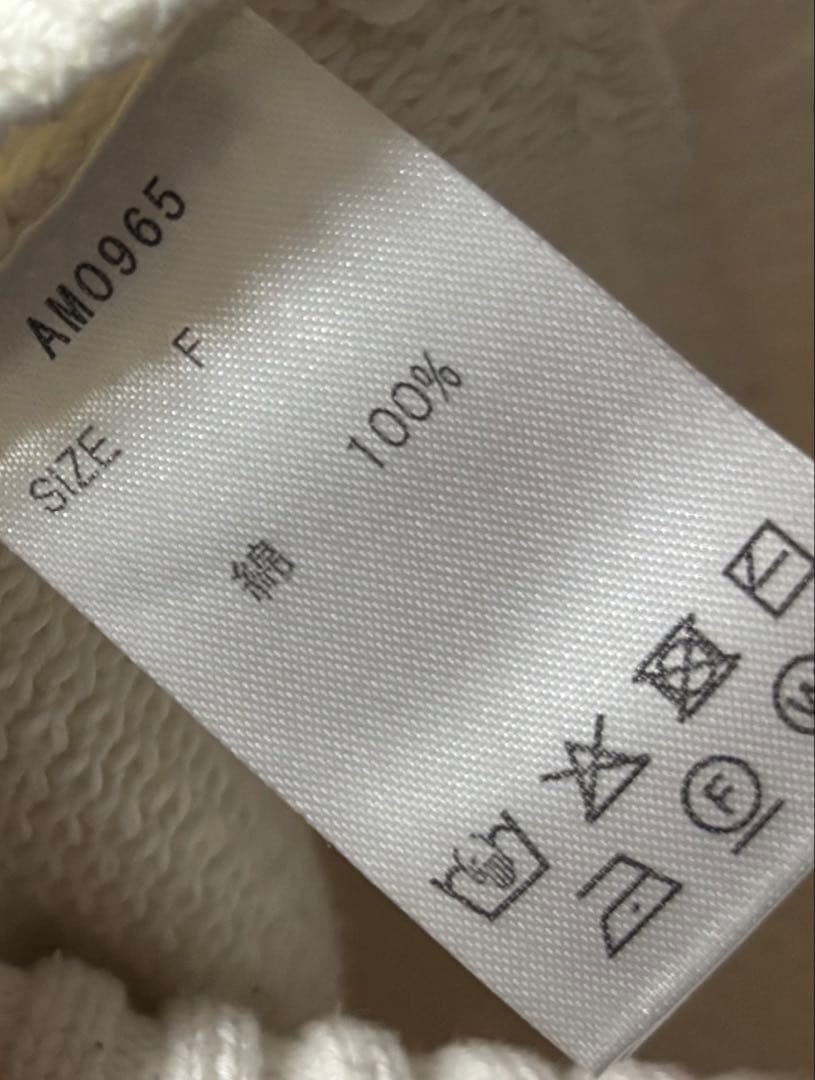 AM0965
SIZE F
綿 100%
F
W